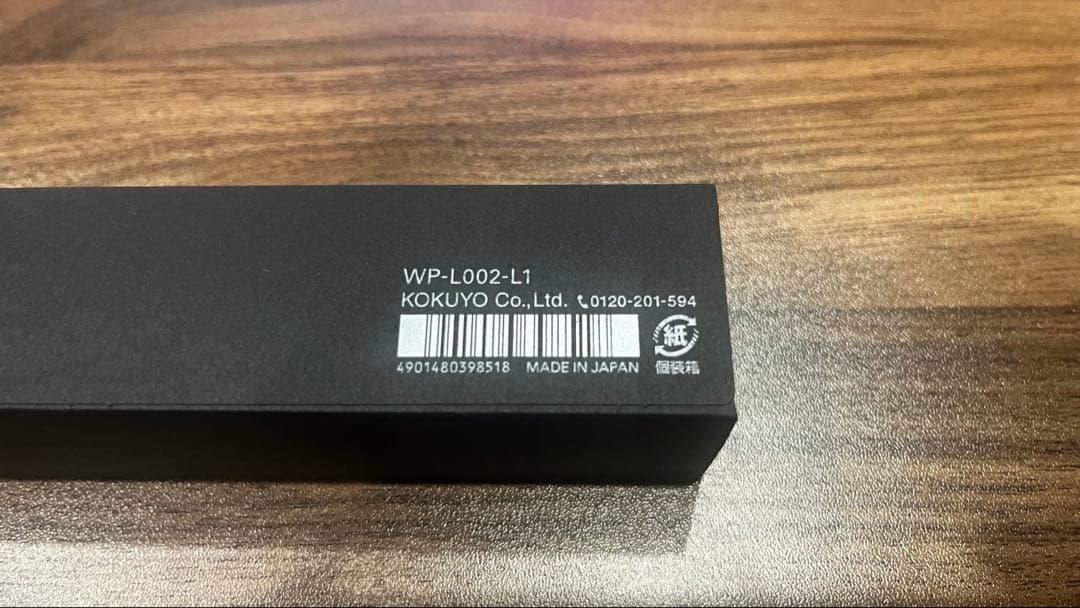 WP-L002-L1
KOKUYO Co.,Ltd. 0120-201-594
紙
4901480398518 MADE IN JAPAN 個装箱